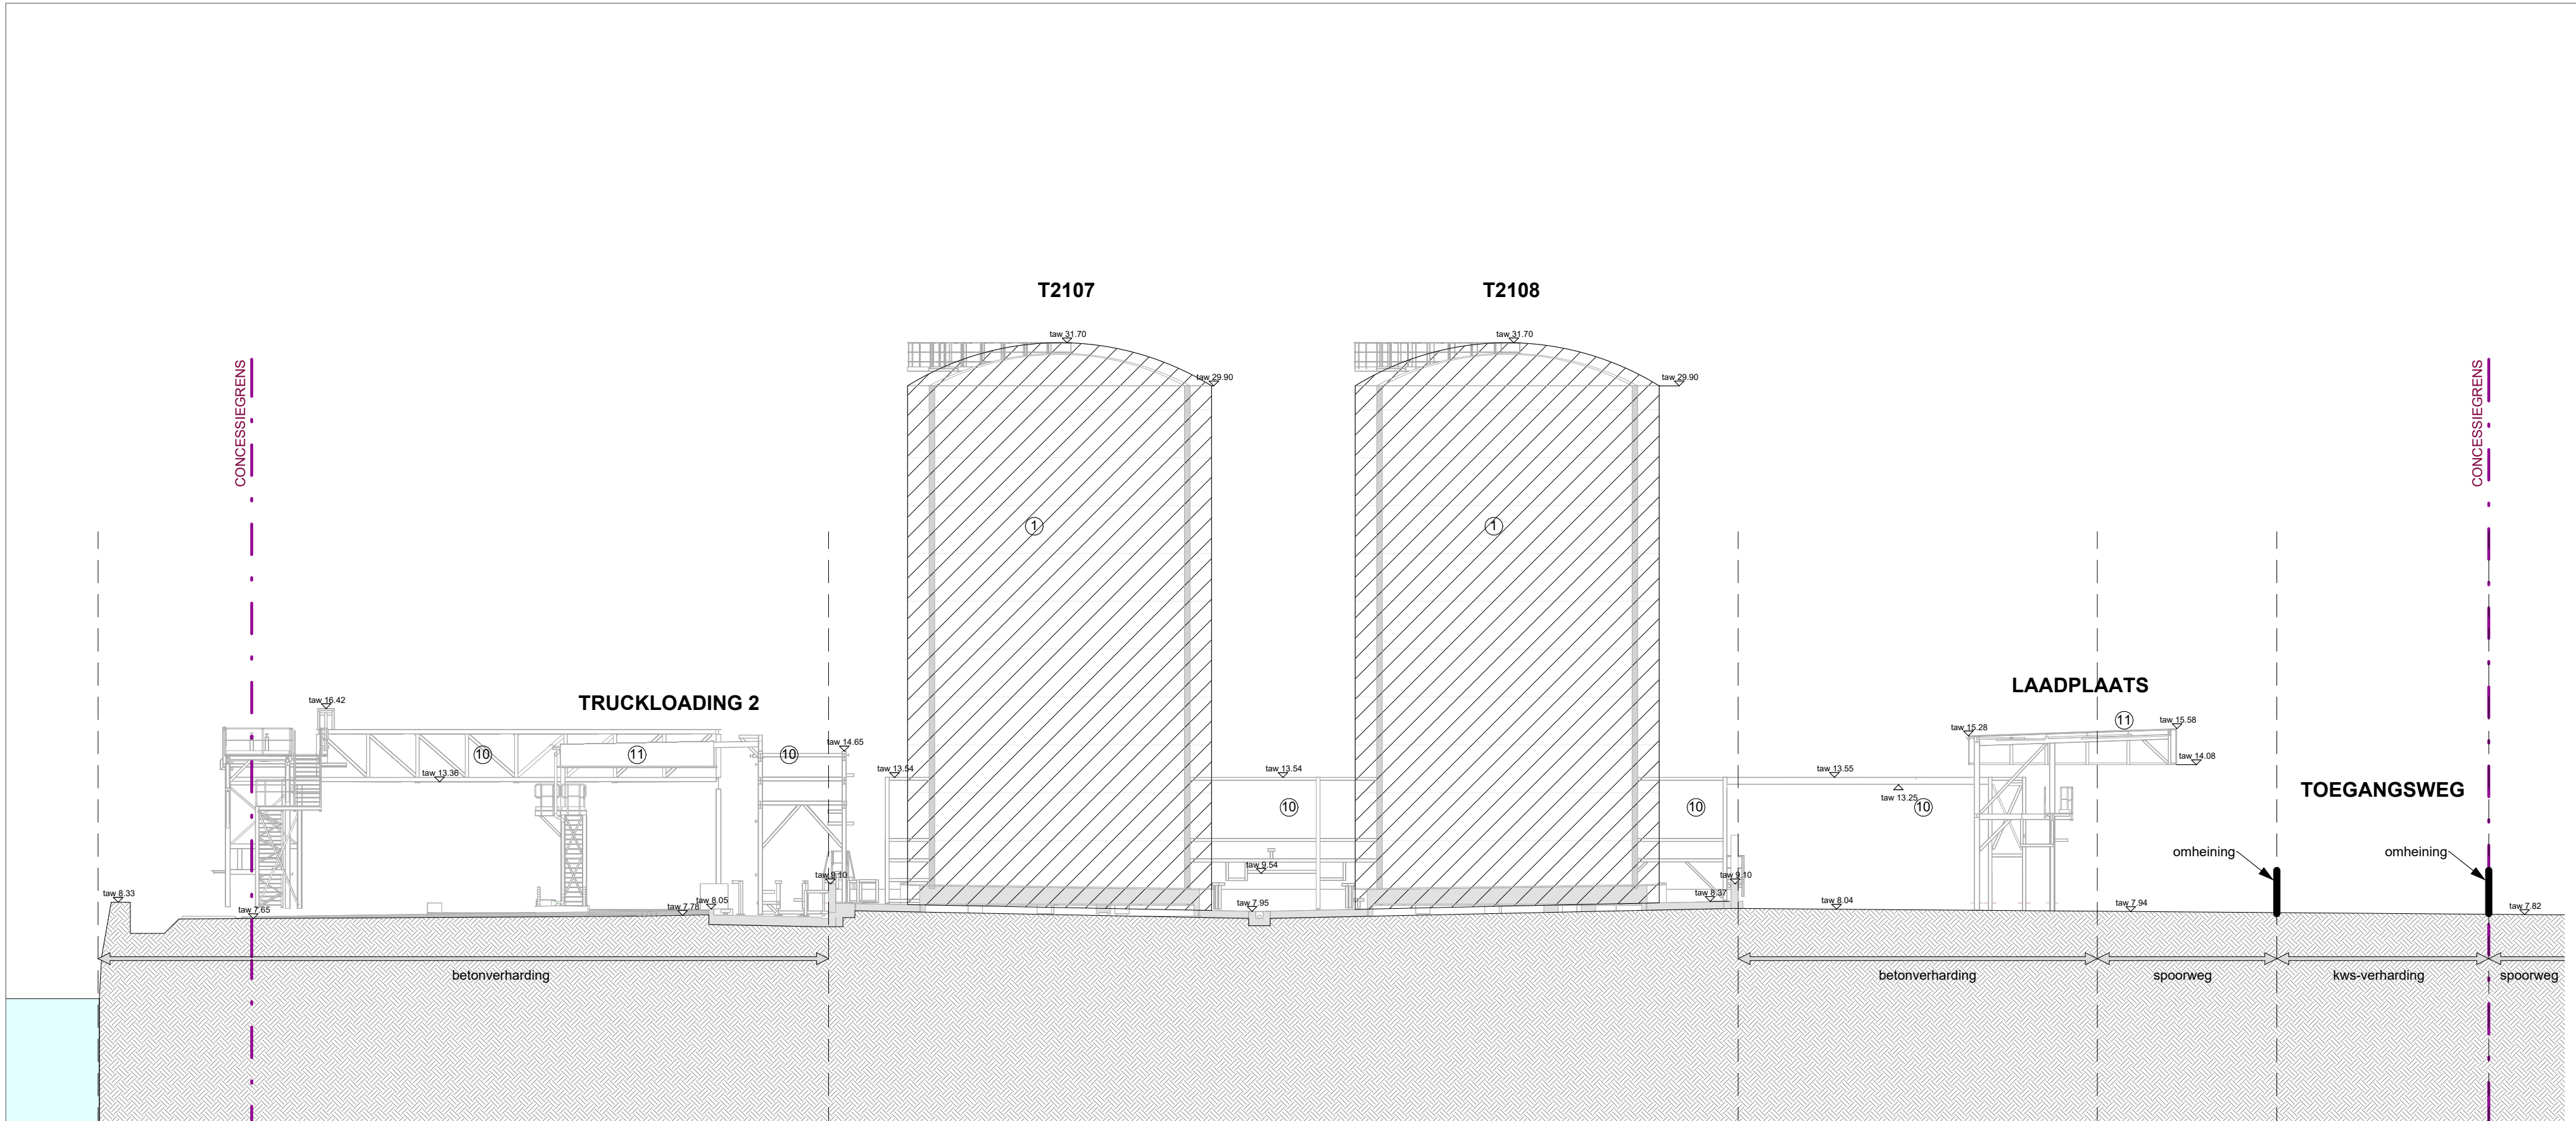 T2107
T2108
taw 31.70
taw 31.70
CONCESSIEGRENS
CONCESSIEGRENS
taw 29.90
taw 29.90
1
1
LAADPLAATS
TRUCKLOADING 2
taw 16.42
11
taw 15.58
taw 15.28
taw 14.65
10
11
10
taw 14.08
taw 13.36
taw 13.54
taw 13.54
taw 13.55
TOEGANGSWEG
taw 13.25
10
10
10
omheining
omheining
taw 9.54
taw 9.10
taw 9.10
taw 8.33
taw 8.37
taw 8.05
taw 8.04
taw 7.94
taw 7.65
taw 7.78
taw 7.95
taw 7.82
betonverharding
betonverharding
spoorweg
kws-verharding
spoorweg